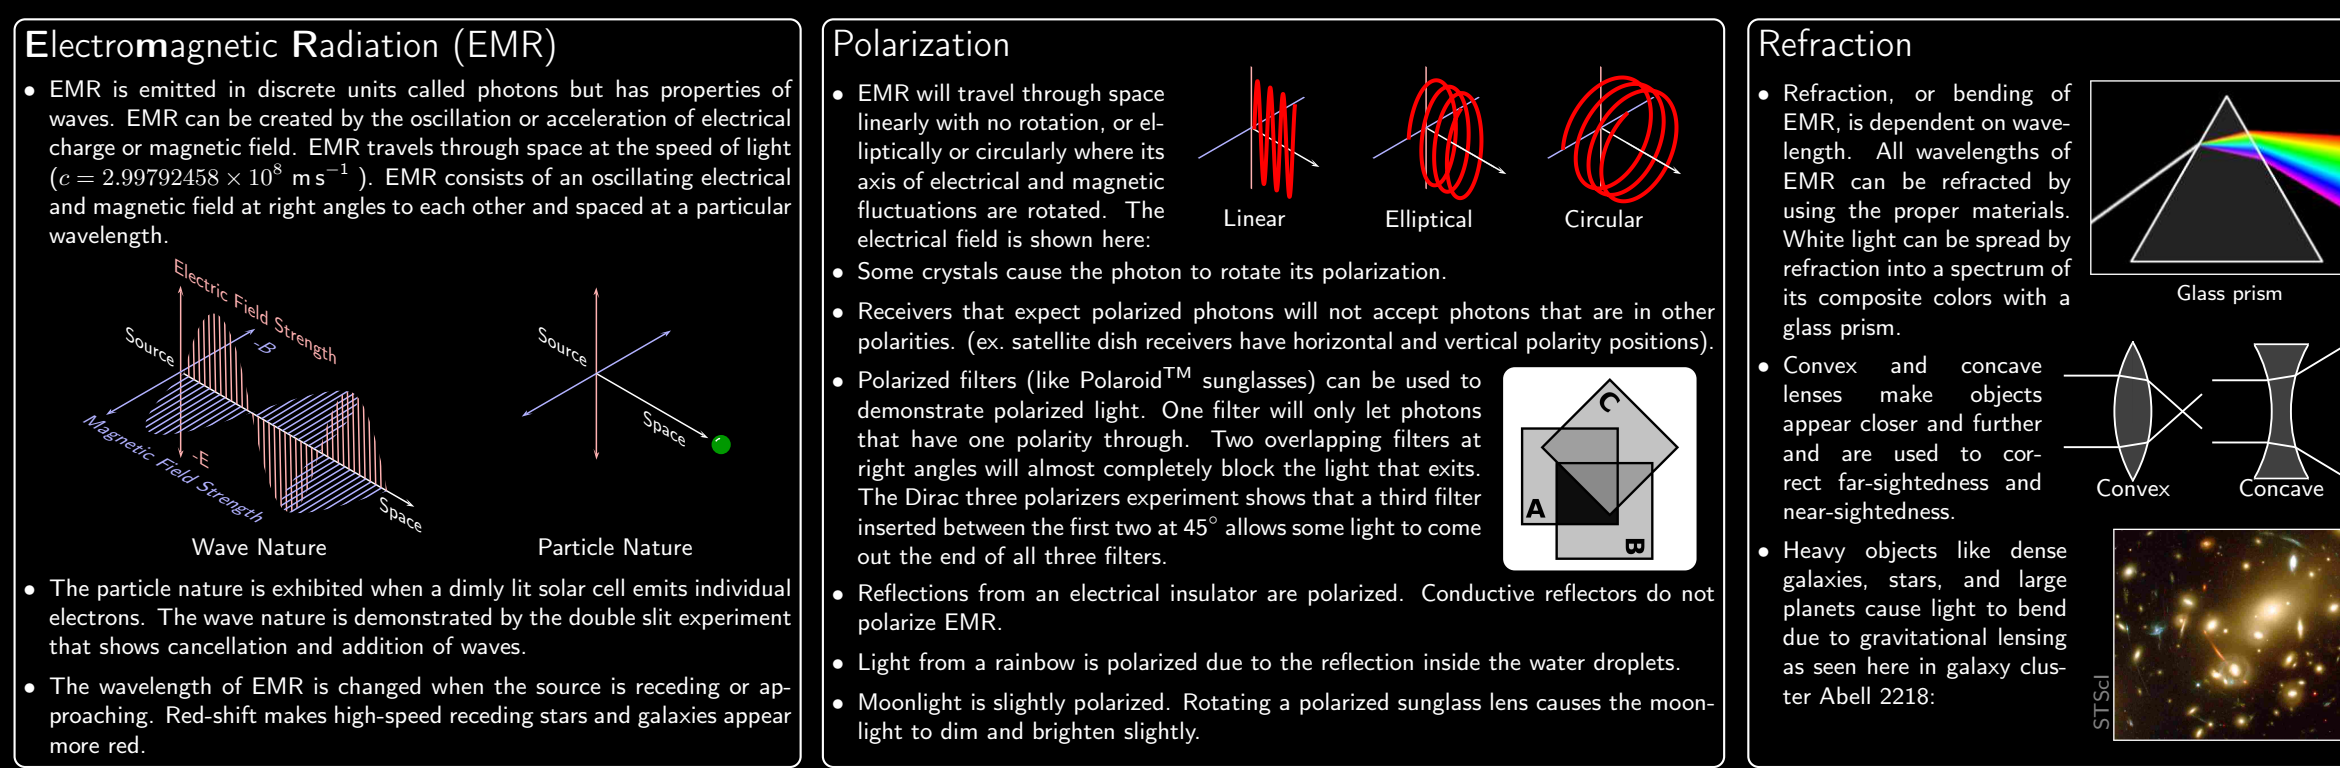 Electromagnetic Radiation (EMR)
• EMR is emitted in discrete units called photons but has properties of
waves. EMR can be created by the oscillation or acceleration of electrical
charge or magnetic field. EMR travels through space at the speed of light
(c = 2.99792458 × 10⁸ m s⁻¹ ). EMR consists of an oscillating electrical
and magnetic field at right angles to each other and spaced at a particular
wavelength.
Electric Field Strength
Source
-B
Magnetic Field Strength
-E
Space
Wave Nature
Source
Space
Particle Nature
• The particle nature is exhibited when a dimly lit solar cell emits individual
electrons. The wave nature is demonstrated by the double slit experiment
that shows cancellation and addition of waves.
• The wavelength of EMR is changed when the source is receding or ap-
proaching. Red-shift makes high-speed receding stars and galaxies appear
more red.
Polarization
• EMR will travel through space
linearly with no rotation, or el-
liptically or circularly where its
axis of electrical and magnetic
fluctuations are rotated. The
electrical field is shown here:
Linear
Elliptical
Circular
• Some crystals cause the photon to rotate its polarization.
• Receivers that expect polarized photons will not accept photons that are in other
polarities. (ex. satellite dish receivers have horizontal and vertical polarity positions).
• Polarized filters (like Polaroid™ sunglasses) can be used to
demonstrate polarized light. One filter will only let photons
that have one polarity through. Two overlapping filters at
right angles will almost completely block the light that exits.
The Dirac three polarizers experiment shows that a third filter
inserted between the first two at 45° allows some light to come
out the end of all three filters.
C
A
B
• Reflections from an electrical insulator are polarized. Conductive reflectors do not
polarize EMR.
• Light from a rainbow is polarized due to the reflection inside the water droplets.
• Moonlight is slightly polarized. Rotating a polarized sunglass lens causes the moon-
light to dim and brighten slightly.
Refraction
• Refraction, or bending of
EMR, is dependent on wave-
length. All wavelengths of
EMR can be refracted by
using the proper materials.
White light can be spread by
refraction into a spectrum of
its composite colors with a
glass prism.
Glass prism
• Convex and concave
lenses make objects
appear closer and further
and are used to cor-
rect far-sightedness and
near-sightedness.
Convex
Concave
• Heavy objects like dense
galaxies, stars, and large
planets cause light to bend
due to gravitational lensing
as seen here in galaxy clus-
ter Abell 2218:
STScI